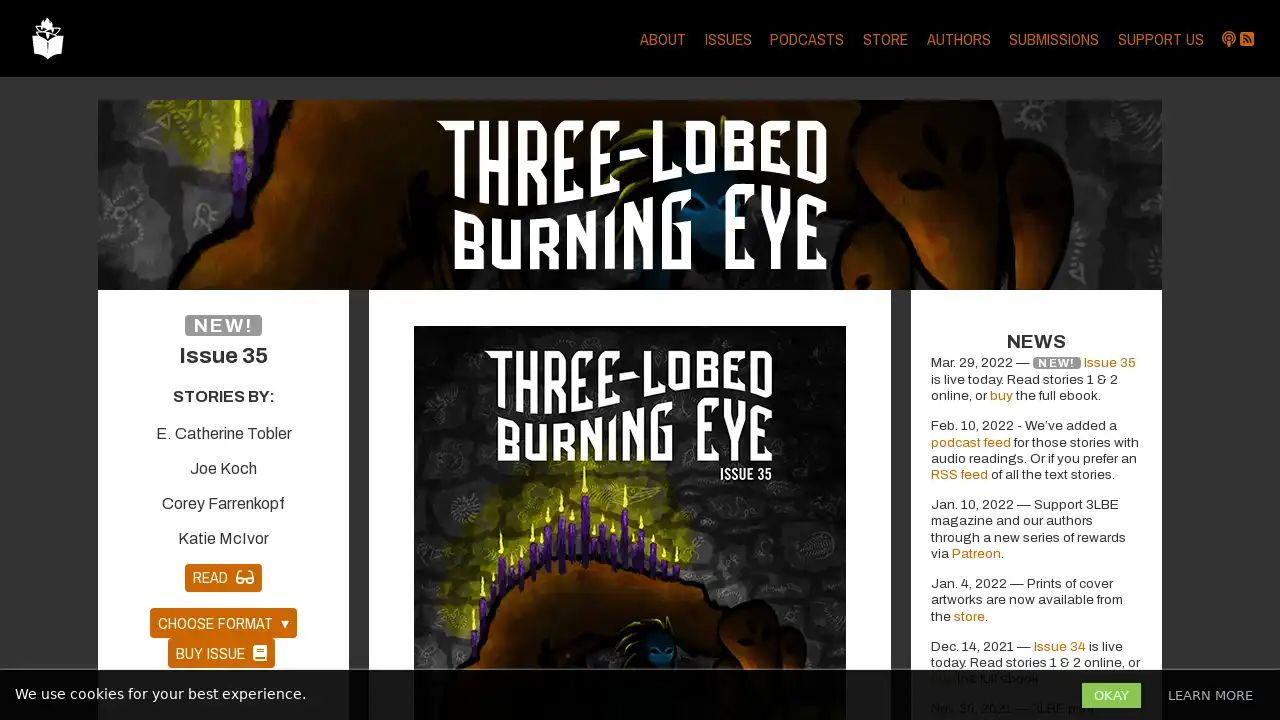 ABOUT ISSUES PODCASTS STORE AUTHORS SUBMISSIONS SUPPORT US
THREE-LOBED
BURNING EYE
NEW!
Issue 35
STORIES BY:
E. Catherine Tobler
Joe Koch
Corey Farrenkopf
Katie McIvor
READ
CHOOSE FORMAT ▾
BUY ISSUE
THREE-LOBED
BURNING EYE
ISSUE 35
NEWS
Mar. 29, 2022 — NEW! Issue 35
is live today. Read stories 1 & 2
online, or buy the full ebook.
Feb. 10, 2022 - We’ve added a
podcast feed for those stories with
audio readings. Or if you prefer an
RSS feed of all the text stories.
Jan. 10, 2022 — Support 3LBE
magazine and our authors
through a new series of rewards
via Patreon.
Jan. 4, 2022 — Prints of cover
artworks are now available from
the store.
Dec. 14, 2021 — Issue 34 is live
today. Read stories 1 & 2 online, or
buy the full ebook.
We use cookies for your best experience.
OKAY
LEARN MORE